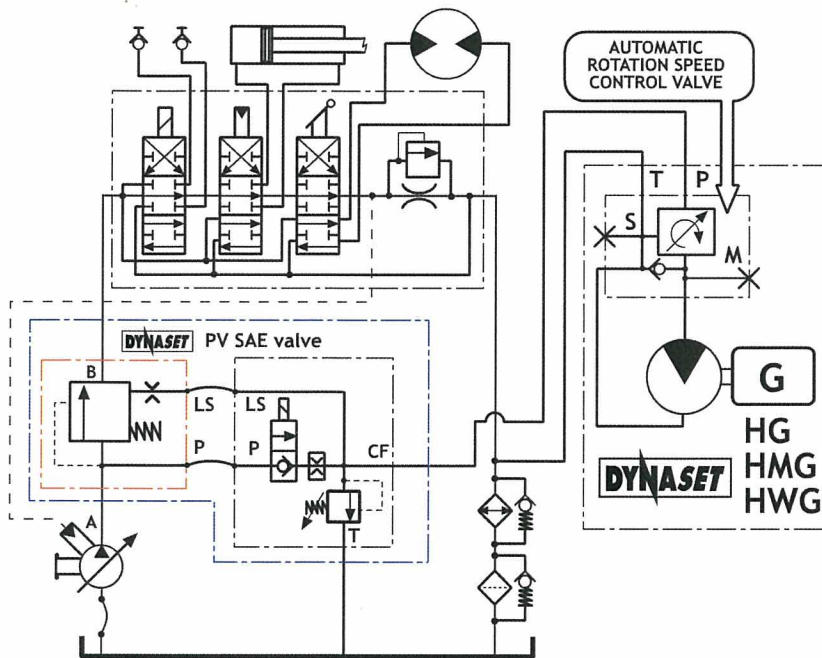 AUTOMATIC
ROTATION SPEED
CONTROL VALVE
T P
S
M
DYNASET PV SAE valve
B
LS LS
P P CF
A
T
G
HG
HMG
HWG
DYNASET